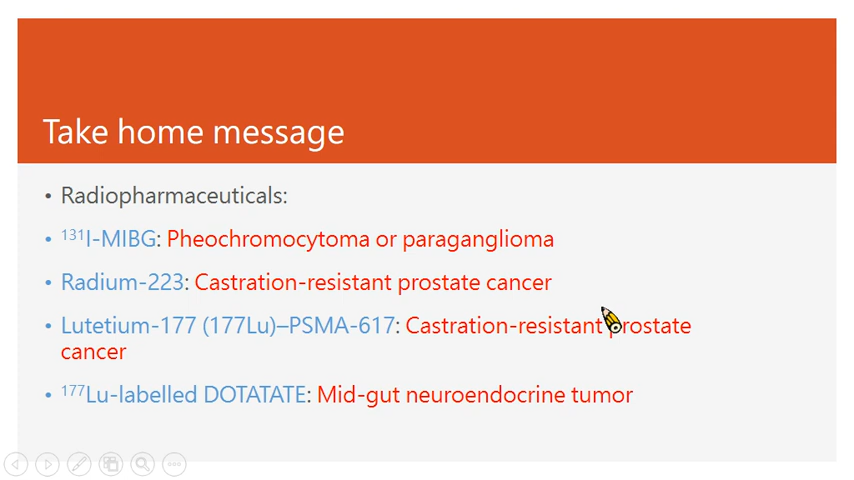 Take home message
• Radiopharmaceuticals:
• ¹³¹I-MIBG: Pheochromocytoma or paraganglioma
• Radium-223: Castration-resistant prostate cancer
• Lutetium-177 (177Lu)–PSMA-617: Castration-resistant prostate
cancer
• ¹⁷⁷Lu-labelled DOTATATE: Mid-gut neuroendocrine tumor